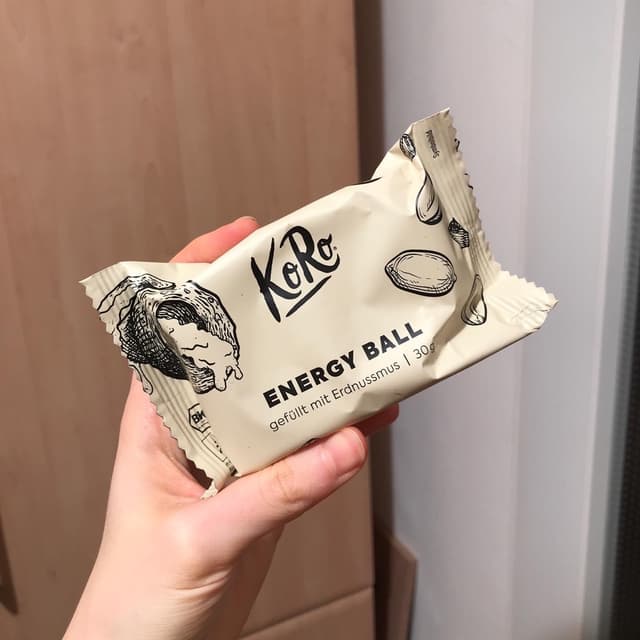 KoRo
ENERGY BALL
gefüllt mit Erdnussmus | 30g